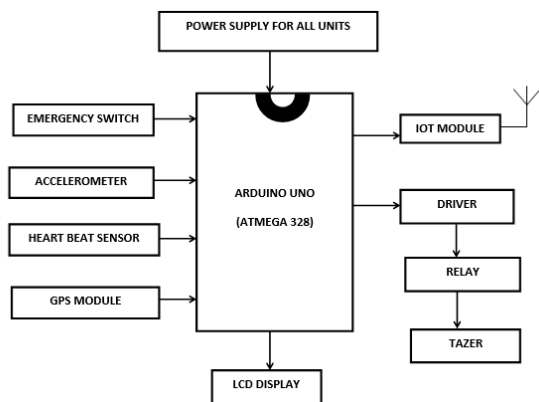 POWER SUPPLY FOR ALL UNITS
EMERGENCY SWITCH
ACCELEROMETER
HEART BEAT SENSOR
GPS MODULE
ARDUINO UNO
(ATMEGA 328)
IOT MODULE
DRIVER
RELAY
TAZER
LCD DISPLAY